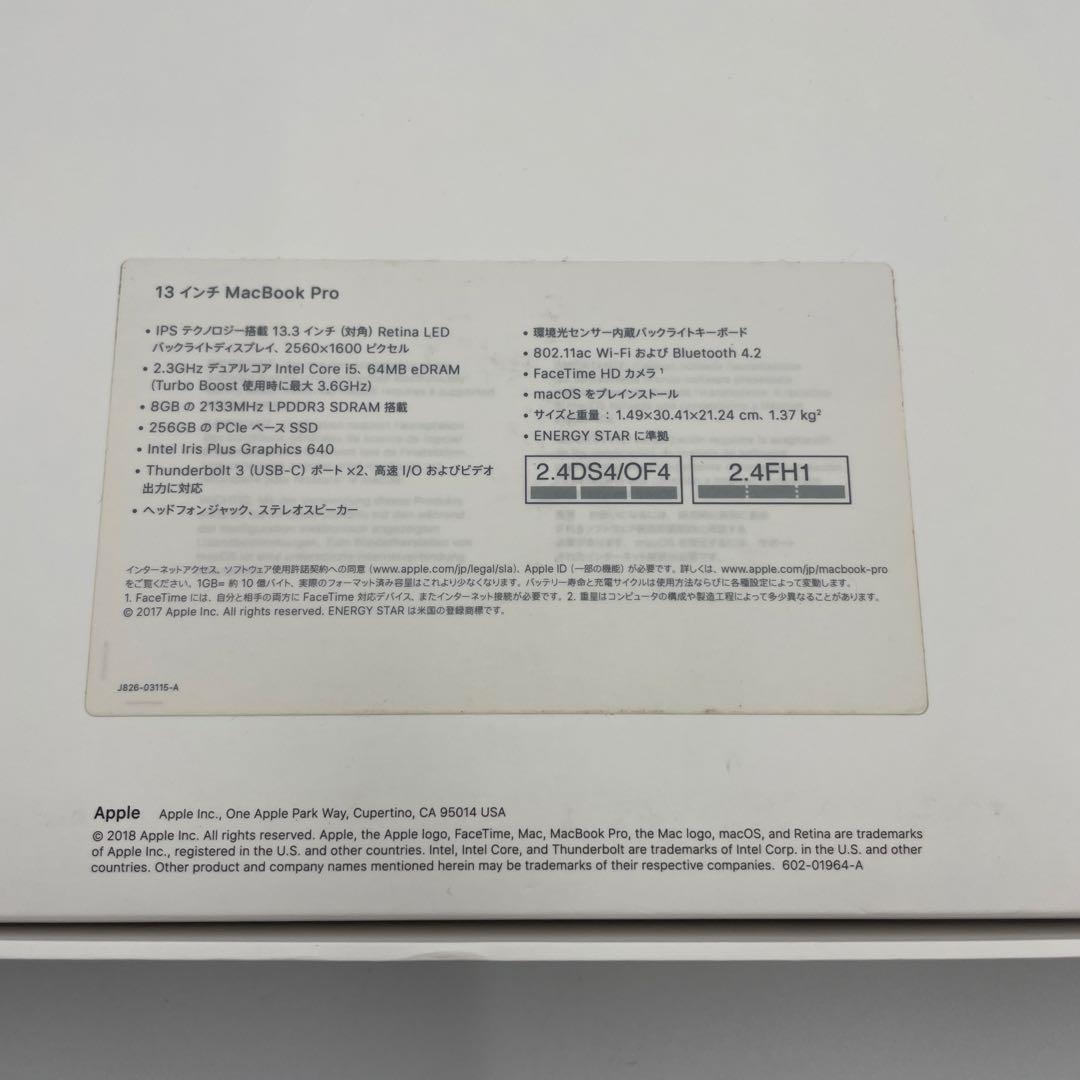 13 インチ MacBook Pro
• IPS テクノロジー搭載 13.3 インチ（対角）Retina LED
バックライトディスプレイ、2560×1600 ピクセル
• 2.3GHz デュアルコア Intel Core i5、64MB eDRAM
（Turbo Boost 使用時に最大 3.6GHz）
• 8GB の 2133MHz LPDDR3 SDRAM 搭載
• 256GB の PCIe ベース SSD
• Intel Iris Plus Graphics 640
• Thunderbolt 3（USB-C）ポート ×2、高速 I/O およびビデオ
出力に対応
• ヘッドフォンジャック、ステレオスピーカー
• 環境光センサー内蔵バックライトキーボード
• 802.11ac Wi-Fi および Bluetooth 4.2
• FaceTime HD カメラ¹
• macOS をプレインストール
• サイズと重量：1.49×30.41×21.24 cm、1.37 kg²
• ENERGY STAR に準拠
2.4DS4/OF4
2.4FH1
インターネットアクセス、ソフトウェア使用許諾契約への同意（www.apple.com/jp/legal/sla）、Apple ID（一部の機能）が必要です。詳しくは、www.apple.com/jp/macbook-pro
をご覧ください。1GB= 約 10 億バイト、実際のフォーマット済み容量はこれより少なくなります。バッテリー寿命と充電サイクルは使用方法ならびに各種設定によって変動します。
1. FaceTime には、自分と相手の両方に FaceTime 対応デバイス、またインターネット接続が必要です。2. 重量はコンピュータの構成や製造工程によって多少異なることがあります。
© 2017 Apple Inc. All rights reserved. ENERGY STAR は米国の登録商標です。
J826-03115-A
Apple Apple Inc., One Apple Park Way, Cupertino, CA 95014 USA
© 2018 Apple Inc. All rights reserved. Apple, the Apple logo, FaceTime, Mac, MacBook Pro, the Mac logo, macOS, and Retina are trademarks
of Apple Inc., registered in the U.S. and other countries. Intel, Intel Core, and Thunderbolt are trademarks of Intel Corp. in the U.S. and other
countries. Other product and company names mentioned herein may be trademarks of their respective companies. 602-01964-A